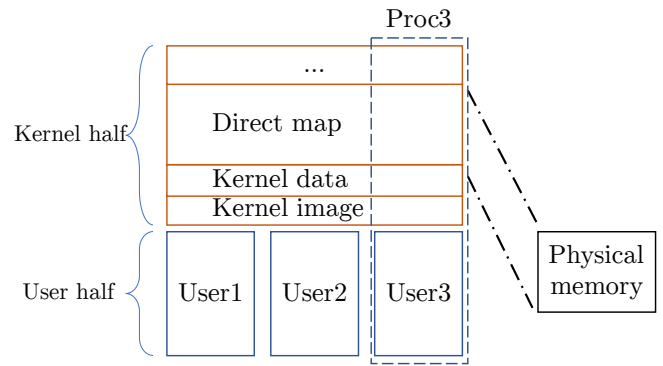 Proc3
...
Kernel half
Direct map
Kernel data
Kernel image
User half
User1
User2
User3
Physical
memory